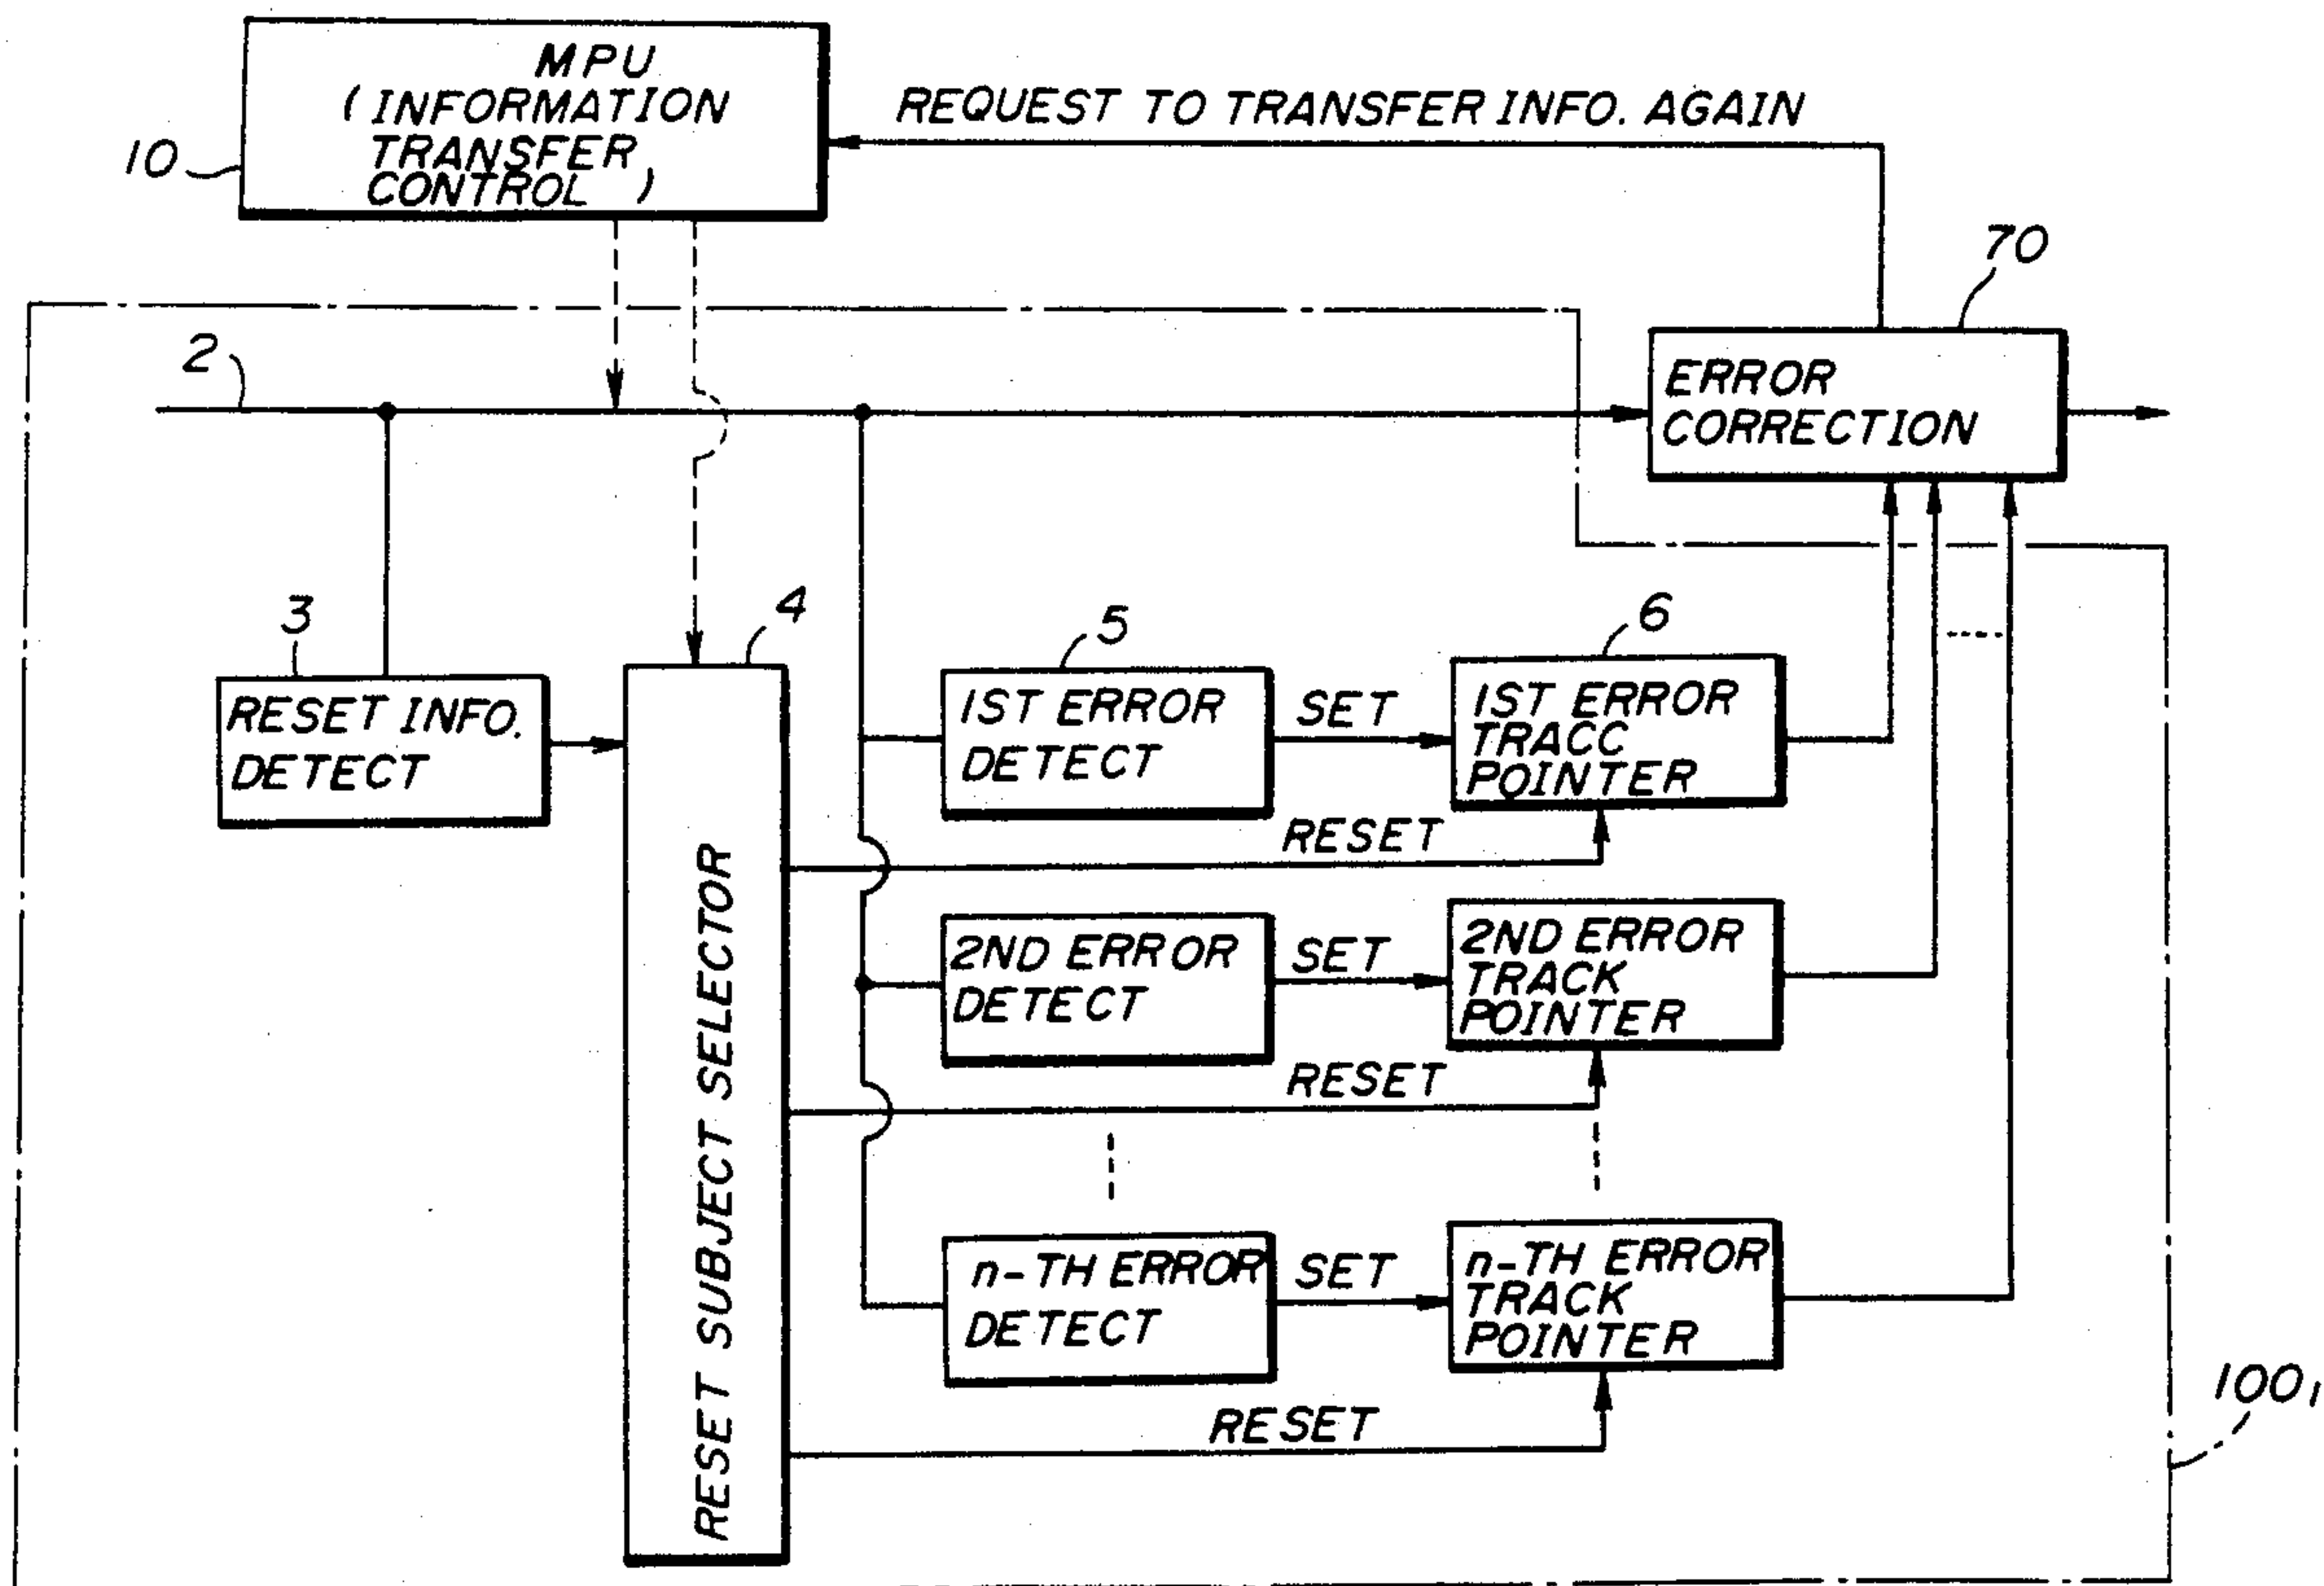 MPU
( INFORMATION
TRANSFER
CONTROL )
10
REQUEST TO TRANSFER INFO. AGAIN
70
2
ERROR
CORRECTION
3
4
5
6
RESET INFO.
DETECT
1ST ERROR
DETECT
SET
1ST ERROR
TRACC
POINTER
RESET
RESET SUBJECT SELECTOR
2ND ERROR
DETECT
SET
2ND ERROR
TRACK
POINTER
RESET
n-TH ERROR
DETECT
SET
n-TH ERROR
TRACK
POINTER
RESET
100₁